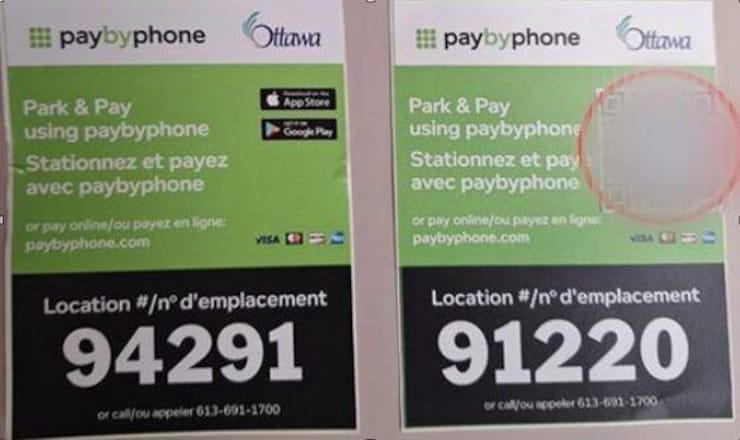 paybyphone
Ottawa
Park & Pay
using paybyphone
Stationnez et payez
avec paybyphone
Download on the
App Store
GET IT ON
Google Play
or pay online/ou payez en ligne:
paybyphone.com
VISA
Location #/nº d'emplacement
94291
or call/ou appeler 613-691-1700
paybyphone
Ottawa
Park & Pay
using paybyphone
Stationnez et pay
avec paybyphone
or pay online/ou payez en ligne:
paybyphone.com
VISA
Location #/nº d'emplacement
91220
or call/ou appeler 613-691-1700